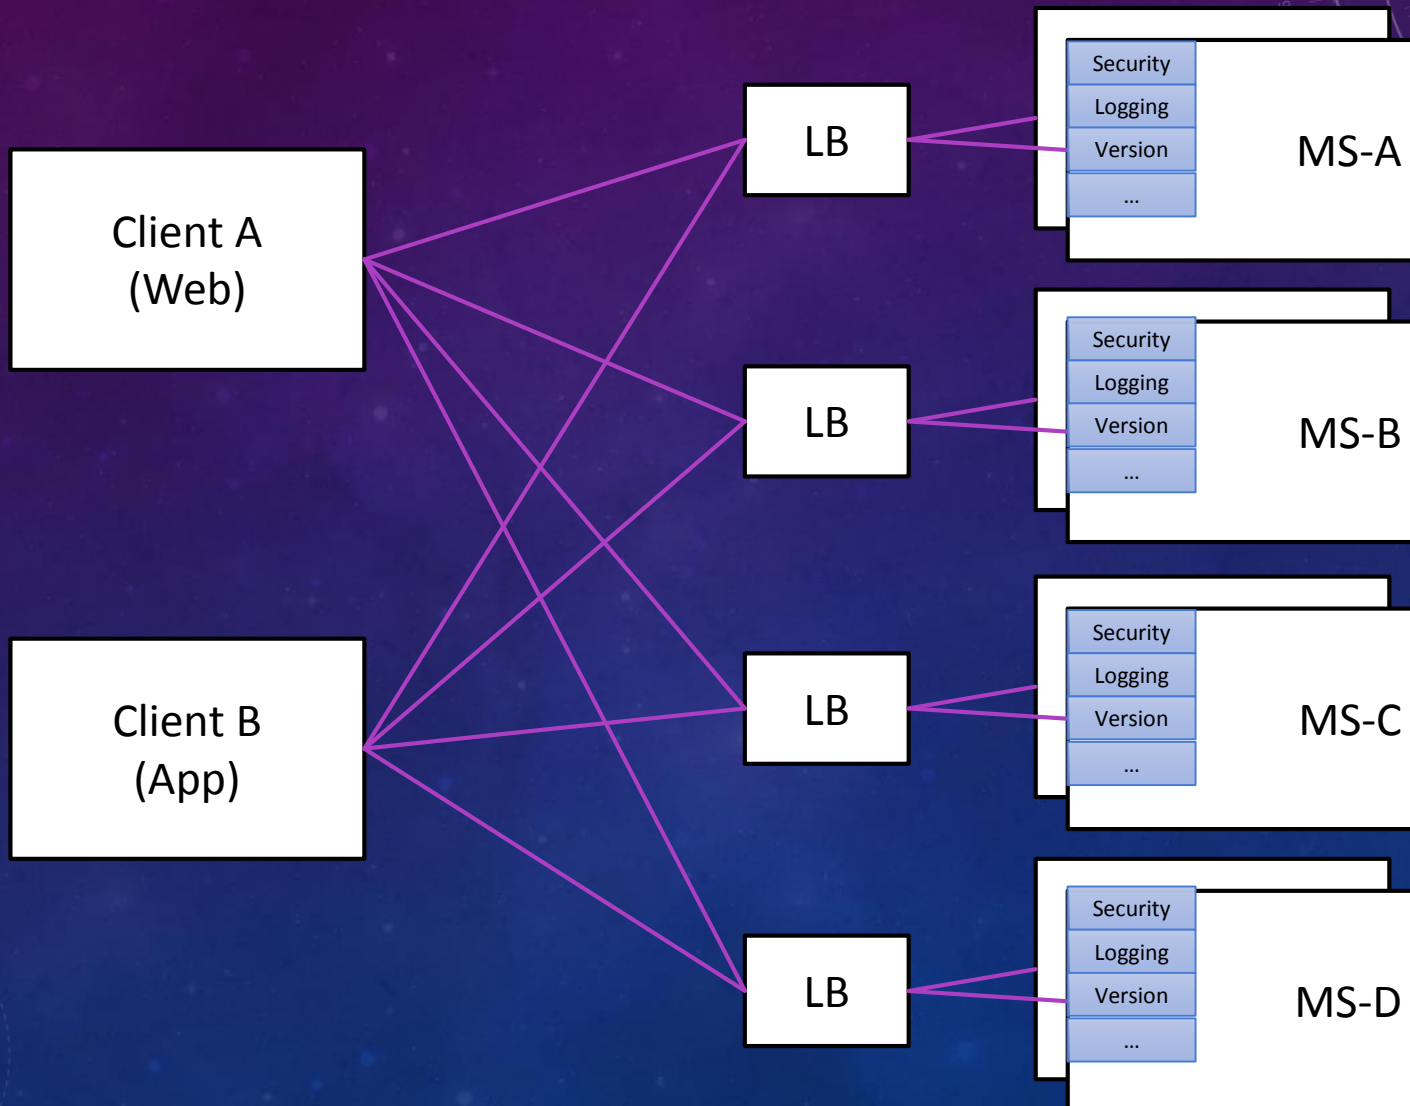 Client A
(Web)
Client B
(App)
LB
Security
Logging
Version
...
MS-A
LB
Security
Logging
Version
...
MS-B
LB
Security
Logging
Version
...
MS-C
LB
Security
Logging
Version
...
MS-D